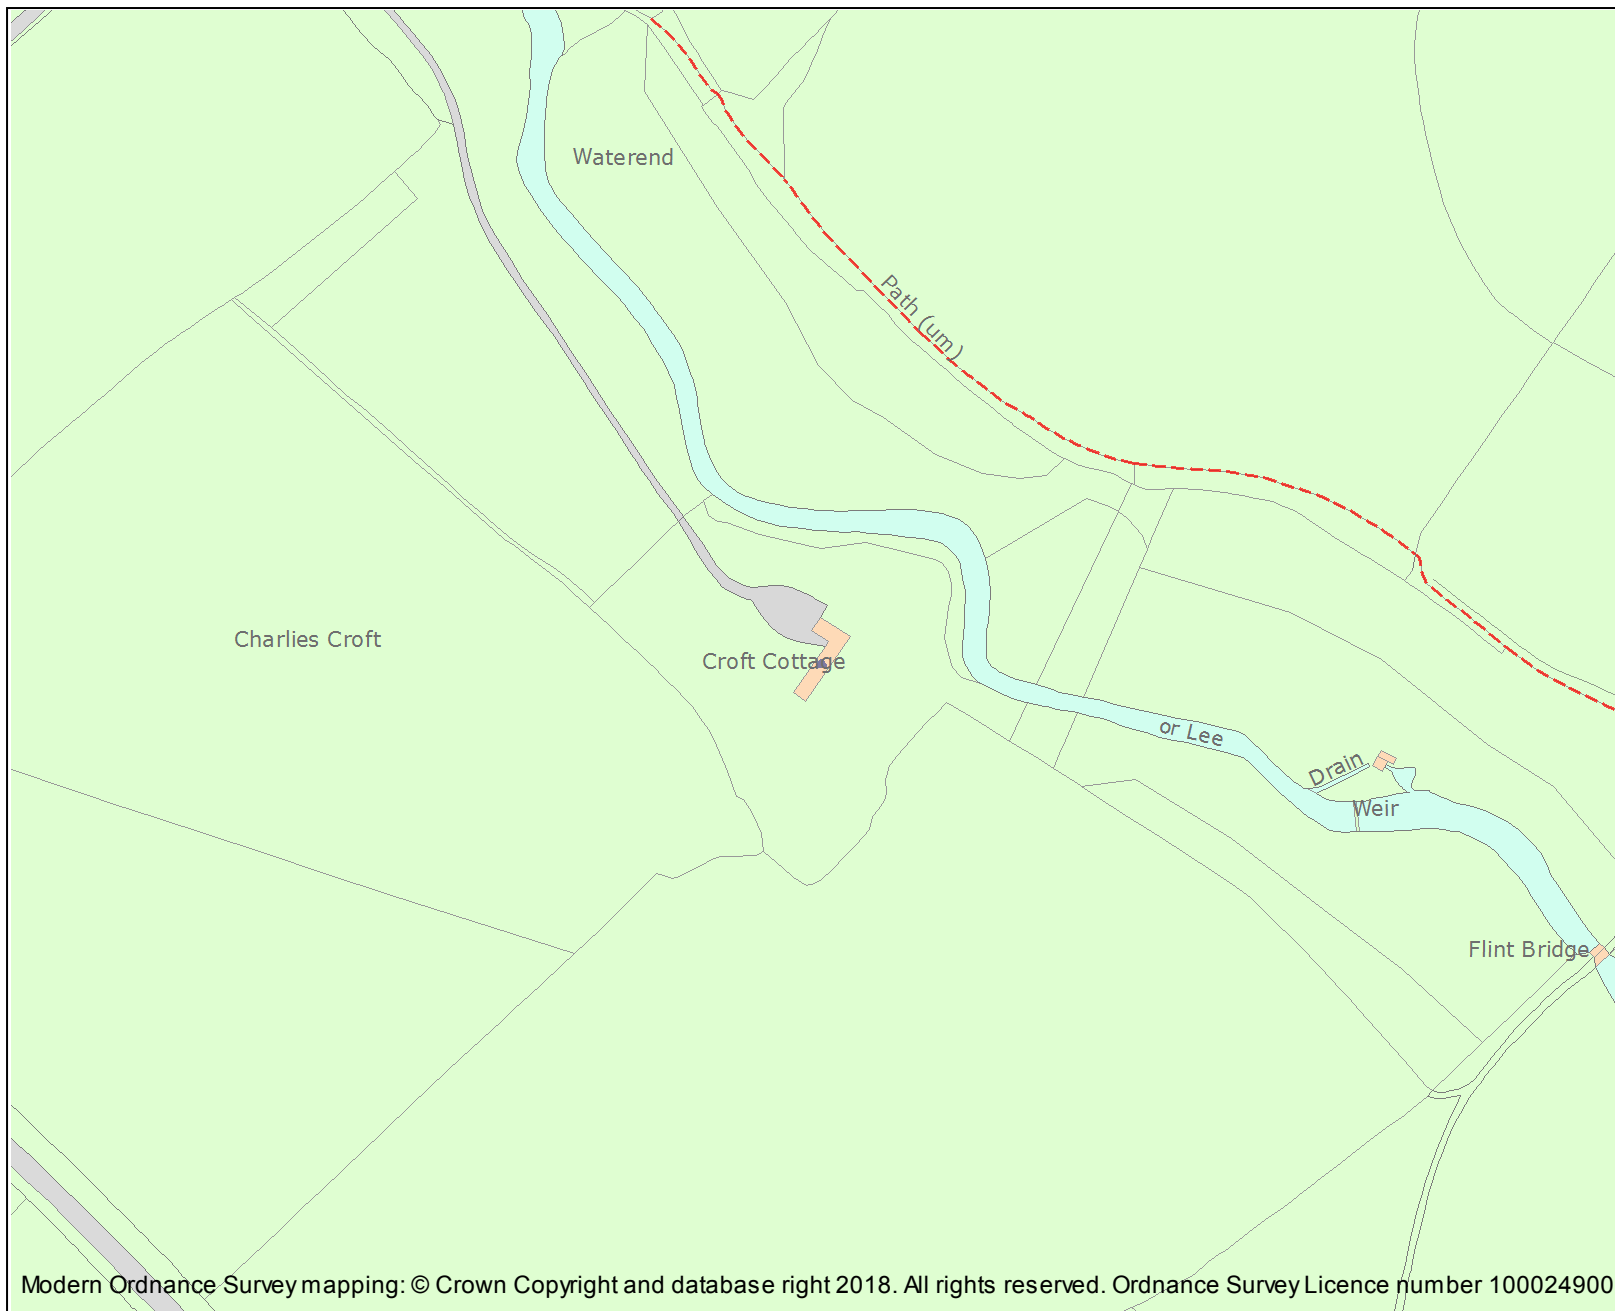 Waterend
Path (um)
Charlies Croft
Croft Cottage
or Lee
Drain
Weir
Flint Bridge
Modern Ordnance Survey mapping: © Crown Copyright and database right 2018. All rights reserved. Ordnance Survey Licence number 100024900